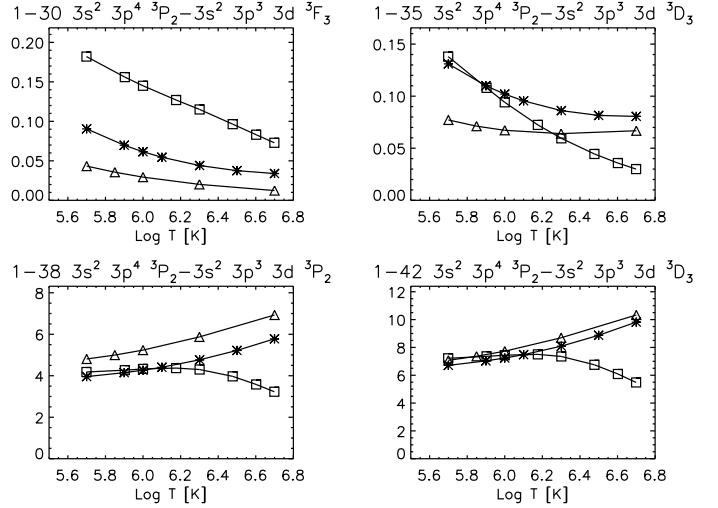 1−30 3s² 3p⁴ ³P₂−3s² 3p³ 3d ³F₃
0.20
0.15
0.10
0.05
0.00
5.6 5.8 6.0 6.2 6.4 6.6 6.8
Log T [K]
1−35 3s² 3p⁴ ³P₂−3s² 3p³ 3d ³D₃
0.15
0.10
0.05
0.00
5.6 5.8 6.0 6.2 6.4 6.6 6.8
Log T [K]
1−38 3s² 3p⁴ ³P₂−3s² 3p³ 3d ³P₂
8
6
4
2
0
5.6 5.8 6.0 6.2 6.4 6.6 6.8
Log T [K]
1−42 3s² 3p⁴ ³P₂−3s² 3p³ 3d ³D₃
12
10
8
6
4
2
0
5.6 5.8 6.0 6.2 6.4 6.6 6.8
Log T [K]